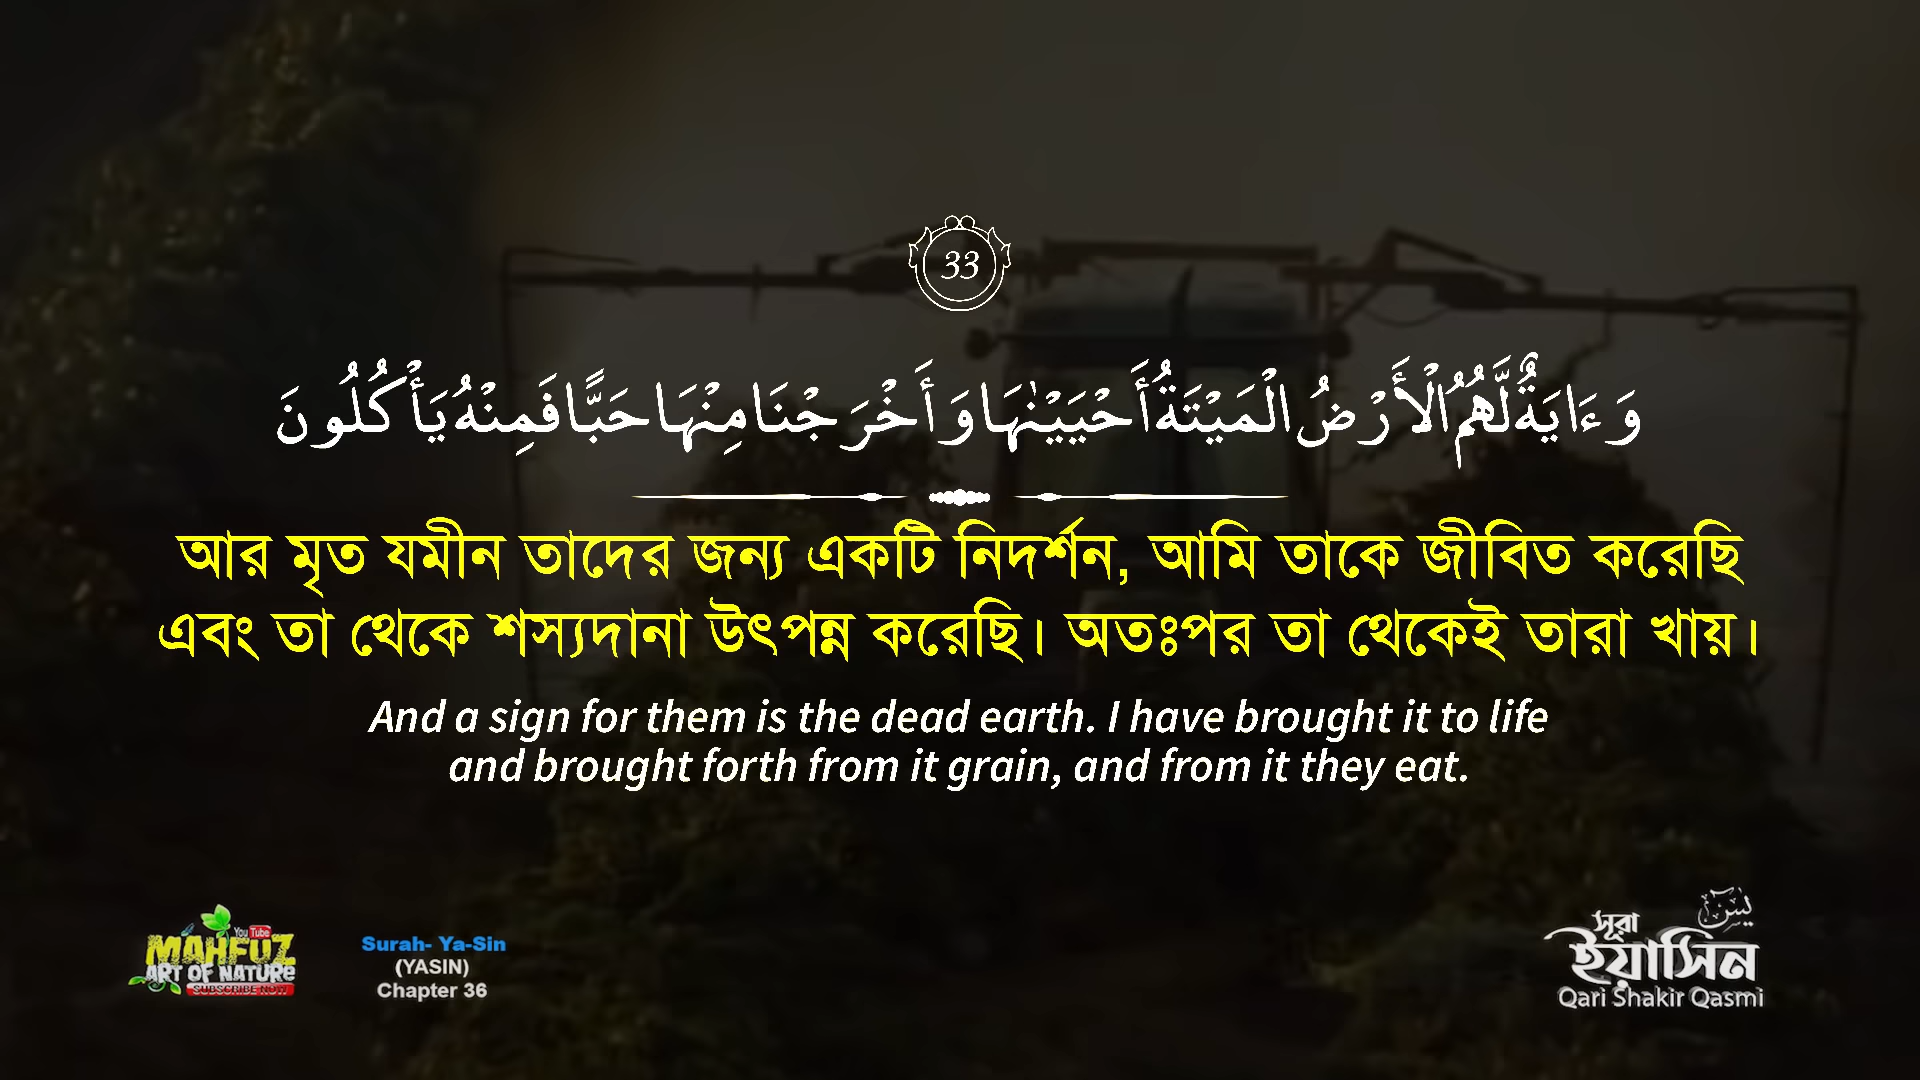 33
وَءَايَةٌ لَّهُمُ الْأَرْضُ الْمَيْتَةُ أَحْيَيْنَٰهَا وَأَخْرَجْنَا مِنْهَا حَبًّا فَمِنْهُ يَأْكُلُونَ
আর মৃত যমীন তাদের জন্য একটি নিদর্শন, আমি তাকে জীবিত করেছি
এবং তা থেকে শস্যদানা উৎপন্ন করেছি। অতঃপর তা থেকেই তারা খায়।
And a sign for them is the dead earth. I have brought it to life
and brought forth from it grain, and from it they eat.
You Tube
MAHFUZ
ART OF NATURE
SUBSCRIBE NOW
Surah- Ya-Sin
(YASIN)
Chapter 36
يس
সূরা
ইয়াসিন
Qari Shakir Qasmi